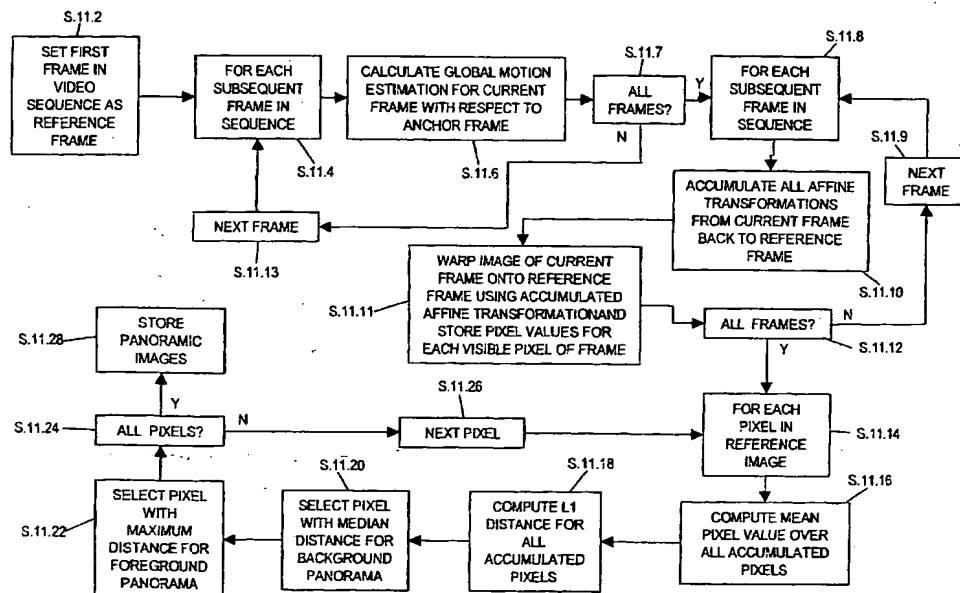 S.11.2
SET FIRST
FRAME IN
VIDEO
SEQUENCE AS
REFERENCE
FRAME
FOR EACH
SUBSEQUENT
FRAME IN
SEQUENCE
S.11.4
CALCULATE GLOBAL MOTION
ESTIMATION FOR CURRENT
FRAME WITH RESPECT TO
ANCHOR FRAME
S.11.6
S.11.7
ALL
FRAMES?
Y
N
NEXT FRAME
S.11.13
S.11.8
FOR EACH
SUBSEQUENT
FRAME IN
SEQUENCE
S.11.9
NEXT
FRAME
ACCUMULATE ALL AFFINE
TRANSFORMATIONS
FROM CURRENT FRAME
BACK TO REFERENCE
FRAME
S.11.10
S.11.11
WARP IMAGE OF CURRENT
FRAME ONTO REFERENCE
FRAME USING ACCUMULATED
AFFINE TRANSFORMATIONAND
STORE PIXEL VALUES FOR
EACH VISIBLE PIXEL OF FRAME
ALL FRAMES?
N
S.11.12
Y
FOR EACH
PIXEL IN
REFERENCE
IMAGE
S.11.14
S.11.16
COMPUTE MEAN
PIXEL VALUE OVER
ALL ACCUMULATED
PIXELS
S.11.18
COMPUTE L1
DISTANCE FOR
ALL
ACCUMULATED
PIXELS
S.11.20
SELECT PIXEL
WITH MEDIAN
DISTANCE FOR
BACKGROUND
PANORAMA
S.11.22
SELECT PIXEL
WITH
MAXIMUM
DISTANCE FOR
FOREGROUND
PANORAMA
S.11.24
ALL PIXELS?
N
Y
S.11.26
NEXT PIXEL
S.11.28
STORE
PANORAMIC
IMAGES